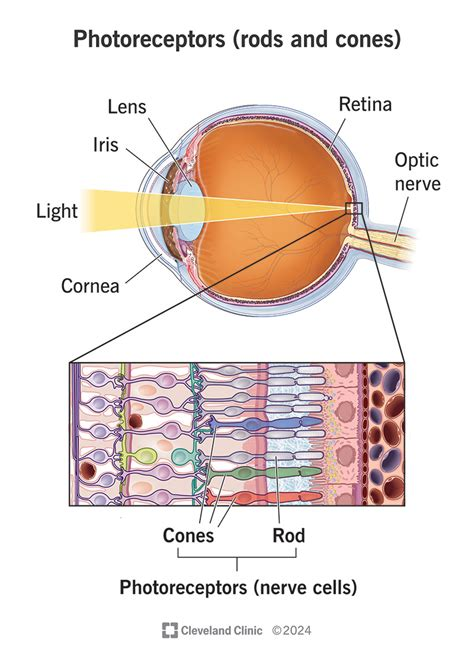 Photoreceptors (rods and cones)
Lens
Retina
Iris
Optic
nerve
Light
Cornea
Cones
Rod
Photoreceptors (nerve cells)
Cleveland Clinic ©2024